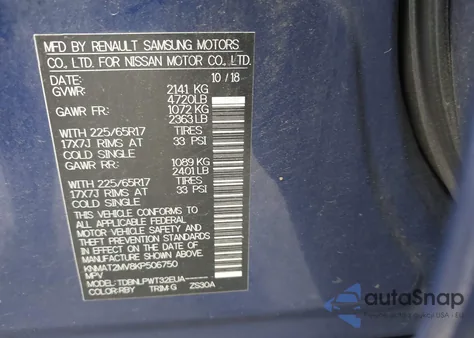 MFD BY RENAULT SAMSUNG MOTORS
CO., LTD. FOR NISSAN MOTOR CO., LTD.
DATE: 10 / 18
GVWR: 2141 KG
4720LB
GAWR FR: 1072 KG
2363LB
WITH 225/65R17 TIRES
17X7J RIMS AT 33 PSI
COLD SINGLE
GAWR RR: 1089 KG
2401LB
WITH 225/65R17 TIRES
17X7J RIMS AT 33 PSI
COLD SINGLE
THIS VEHICLE CONFORMS TO
ALL APPLICABLE FEDERAL
MOTOR VEHICLE SAFETY AND
THEFT PREVENTION STANDARDS
IN EFFECT ON THE DATE OF
MANUFACTURE SHOWN ABOVE.
KNMAT2MV8KP506750
MPV
MODEL:TDBNLPWT32EUA-
COLOR:RBY TRIM:G ZS30A
autoSnap